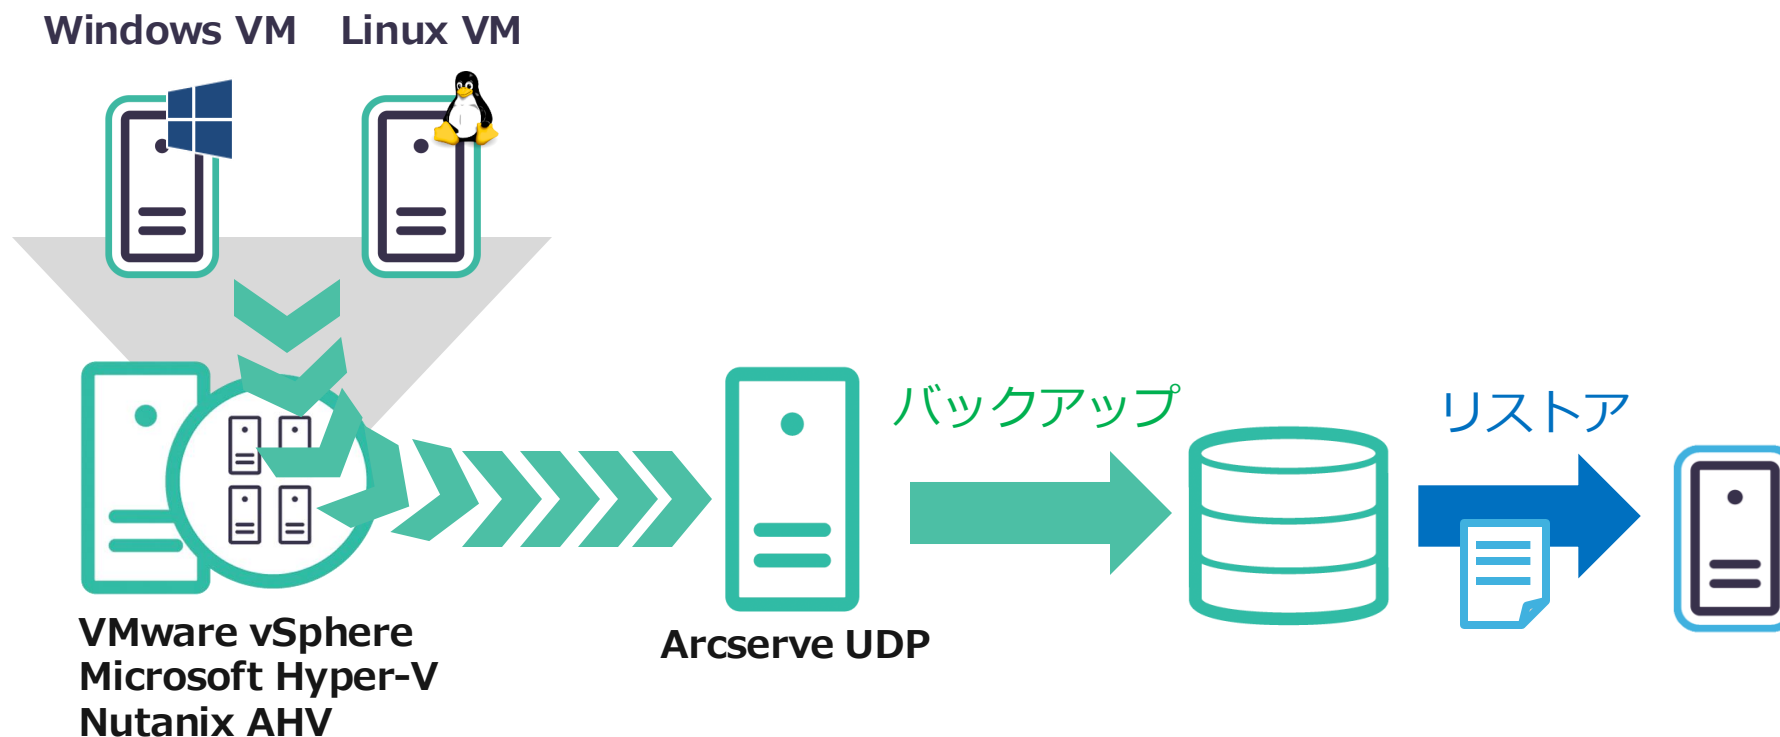 Windows VM
Linux VM
バックアップ
リストア
VMware vSphere
Microsoft Hyper-V
Nutanix AHV
Arcserve UDP